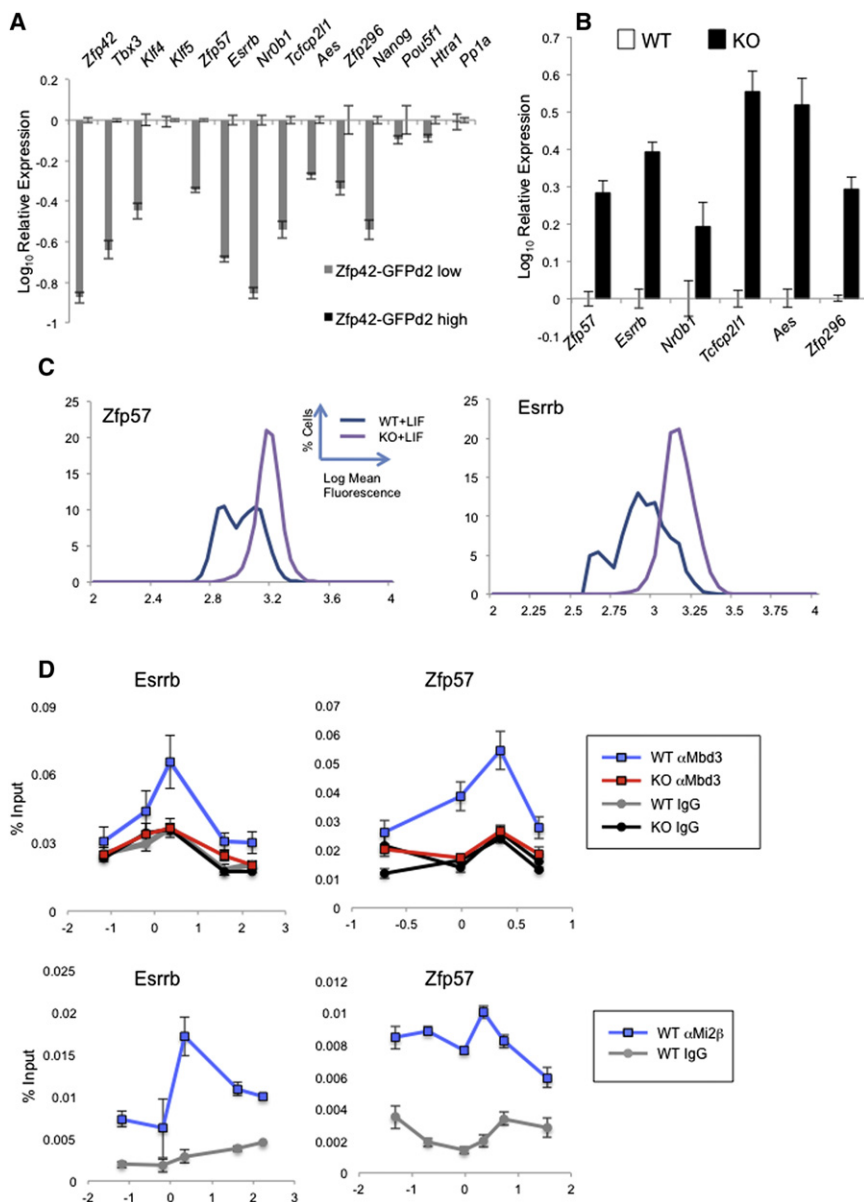 A
Zfp42
Tbx3
Klf4
Klf5
Zfp57
Esrrb
Nr0b1
Tcfcp2l1
Aes
Zfp296
Nanog
Pou5f1
Htra1
Pp1a
Log10 Relative Expression
0.2
0
-0.2
-0.4
-0.6
-0.8
-1
Zfp42-GFPd2 low
Zfp42-GFPd2 high
B
WT
KO
Log10 Relative Expression
0.7
0.6
0.5
0.4
0.3
0.2
0.1
0
-0.1
Zfp57
Esrrb
Nr0b1
Tcfcp2l1
Aes
Zfp296
C
Zfp57
25
20
15
10
5
0
2 2.4 2.8 3.2 3.6 4
% Cells
WT+LIF
KO+LIF
Log Mean
Fluorescence
Esrrb
25
20
15
10
5
0
2 2.25 2.5 2.75 3 3.25 3.5 3.75 4
D
Esrrb
% Input
0.09
0.06
0.03
0
-2 -1 0 1 2 3
Zfp57
0.07
0.06
0.05
0.04
0.03
0.02
0.01
0
-1 -0.5 0 0.5 1
WT αMbd3
KO αMbd3
WT IgG
KO IgG
Esrrb
% Input
0.025
0.02
0.015
0.01
0.005
0
-2 -1 0 1 2 3
Zfp57
0.012
0.01
0.008
0.006
0.004
0.002
0
-2 -1 0 1 2
WT αMi2β
WT IgG